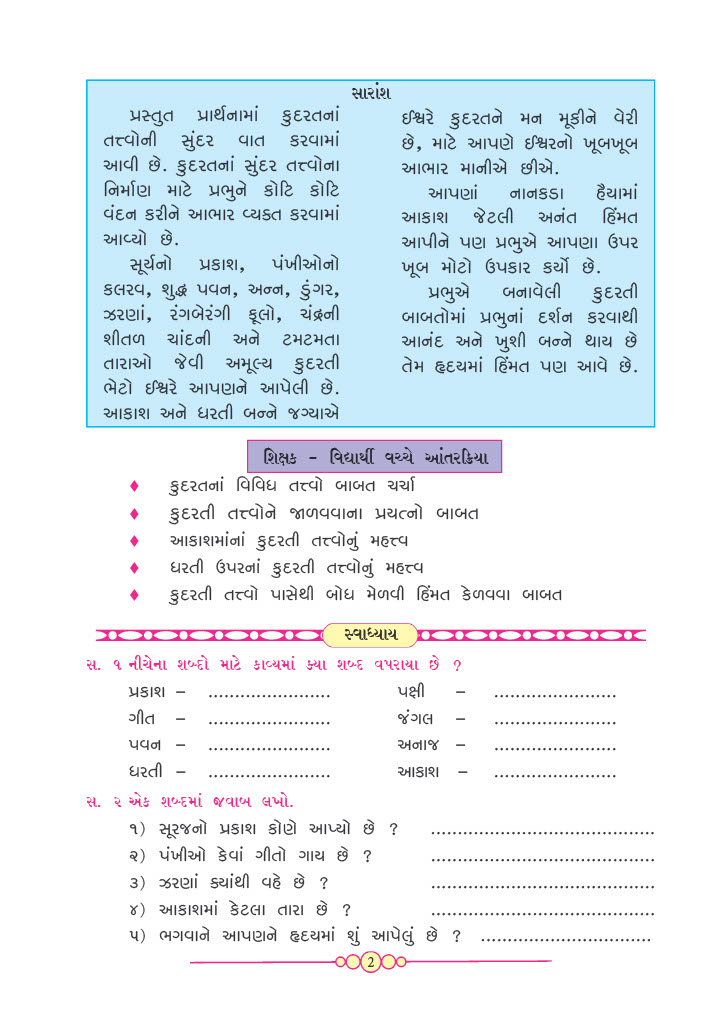 સારાંશ
પ્રસ્તુત પ્રાર્થનામાં કુદરતનાં
તત્ત્વોની સુંદર વાત કરવામાં
આવી છે. કુદરતનાં સુંદર તત્ત્વોના
નિર્માણ માટે પ્રભુને કોટિ કોટિ
વંદન કરીને આભાર વ્યક્ત કરવામાં
આવ્યો છે.
સૂર્યનો પ્રકાશ, પંખીઓનો
કલરવ, શુદ્ધ પવન, અન્ન, ડુંગર,
ઝરણાં, રંગબેરંગી ફૂલો, ચંદ્રની
શીતળ ચાંદની અને ટમટમતા
તારાઓ જેવી અમૂલ્ય કુદરતી
ભેટો ઈશ્વરે આપણને આપેલી છે.
આકાશ અને ધરતી બન્ને જગ્યાએ
ઈશ્વરે કુદરતને મન મૂકીને વેરી
છે, માટે આપણે ઈશ્વરનો ખૂબખૂબ
આભાર માનીએ છીએ.
આપણાં નાનકડા હૈયામાં
આકાશ જેટલી અનંત હિંમત
આપીને પણ પ્રભુએ આપણા ઉપર
ખૂબ મોટો ઉપકાર કર્યો છે.
પ્રભુએ બનાવેલી કુદરતી
બાબતોમાં પ્રભુનાં દર્શન કરવાથી
આનંદ અને ખુશી બન્ને થાય છે
તેમ હૃદયમાં હિંમત પણ આવે છે.
શિક્ષક - વિદ્યાર્થી વચ્ચે આંતરક્રિયા
♦ કુદરતનાં વિવિધ તત્ત્વો બાબત ચર્ચા
♦ કુદરતી તત્ત્વોને જાળવવાના પ્રયત્નો બાબત
♦ આકાશમાંનાં કુદરતી તત્ત્વોનું મહત્ત્વ
♦ ધરતી ઉપરનાં કુદરતી તત્ત્વોનું મહત્ત્વ
♦ કુદરતી તત્ત્વો પાસેથી બોધ મેળવી હિંમત કેળવવા બાબત
સ્વાધ્યાય
સ. ૧ નીચેના શબ્દો માટે કાવ્યમાં ક્યા શબ્દ વપરાયા છે ?
પ્રકાશ – ........................ પક્ષી – ........................
ગીત – ........................ જંગલ – ........................
પવન – ........................ અનાજ – ........................
ધરતી – ........................ આકાશ – ........................
સ. ૨ એક શબ્દમાં જવાબ લખો.
૧) સૂરજનો પ્રકાશ કોણે આપ્યો છે ? ...........................................
૨) પંખીઓ કેવાં ગીતો ગાય છે ? ...........................................
૩) ઝરણાં ક્યાંથી વહે છે ? ...........................................
૪) આકાશમાં કેટલા તારા છે ? ...........................................
૫) ભગવાને આપણને હૃદયમાં શું આપેલું છે ? .................................
2